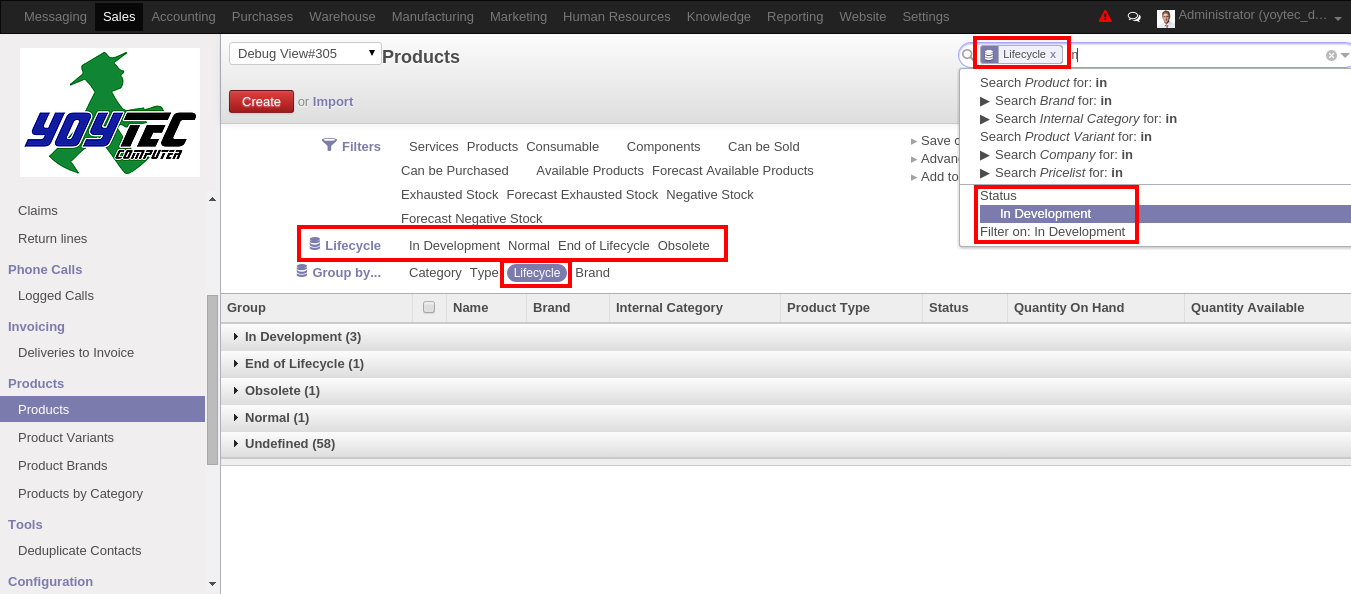 Messaging Sales Accounting Purchases Warehouse Manufacturing Marketing Human Resources Knowledge Reporting Website Settings Administrator (yoytec_d...
YOYTEC
COMPUTER
Claims
Return lines
Phone Calls
Logged Calls
Invoicing
Deliveries to Invoice
Products
Products
Product Variants
Product Brands
Products by Category
Tools
Deduplicate Contacts
Configuration
Debug View#305 Products
Lifecycle x in
Create or Import
Search Product for: in
Search Brand for: in
Search Internal Category for: in
Search Product Variant for: in
Search Company for: in
Search Pricelist for: in
Status
In Development
Filter on: In Development
Filters Services Products Consumable Components Can be Sold
Can be Purchased Available Products Forecast Available Products
Exhausted Stock Forecast Exhausted Stock Negative Stock
Forecast Negative Stock
Lifecycle In Development Normal End of Lifecycle Obsolete
Group by... Category Type Lifecycle Brand
Save
Add to
Group Name Brand Internal Category Product Type Status Quantity On Hand Quantity Available
In Development (3)
End of Lifecycle (1)
Obsolete (1)
Normal (1)
Undefined (58)